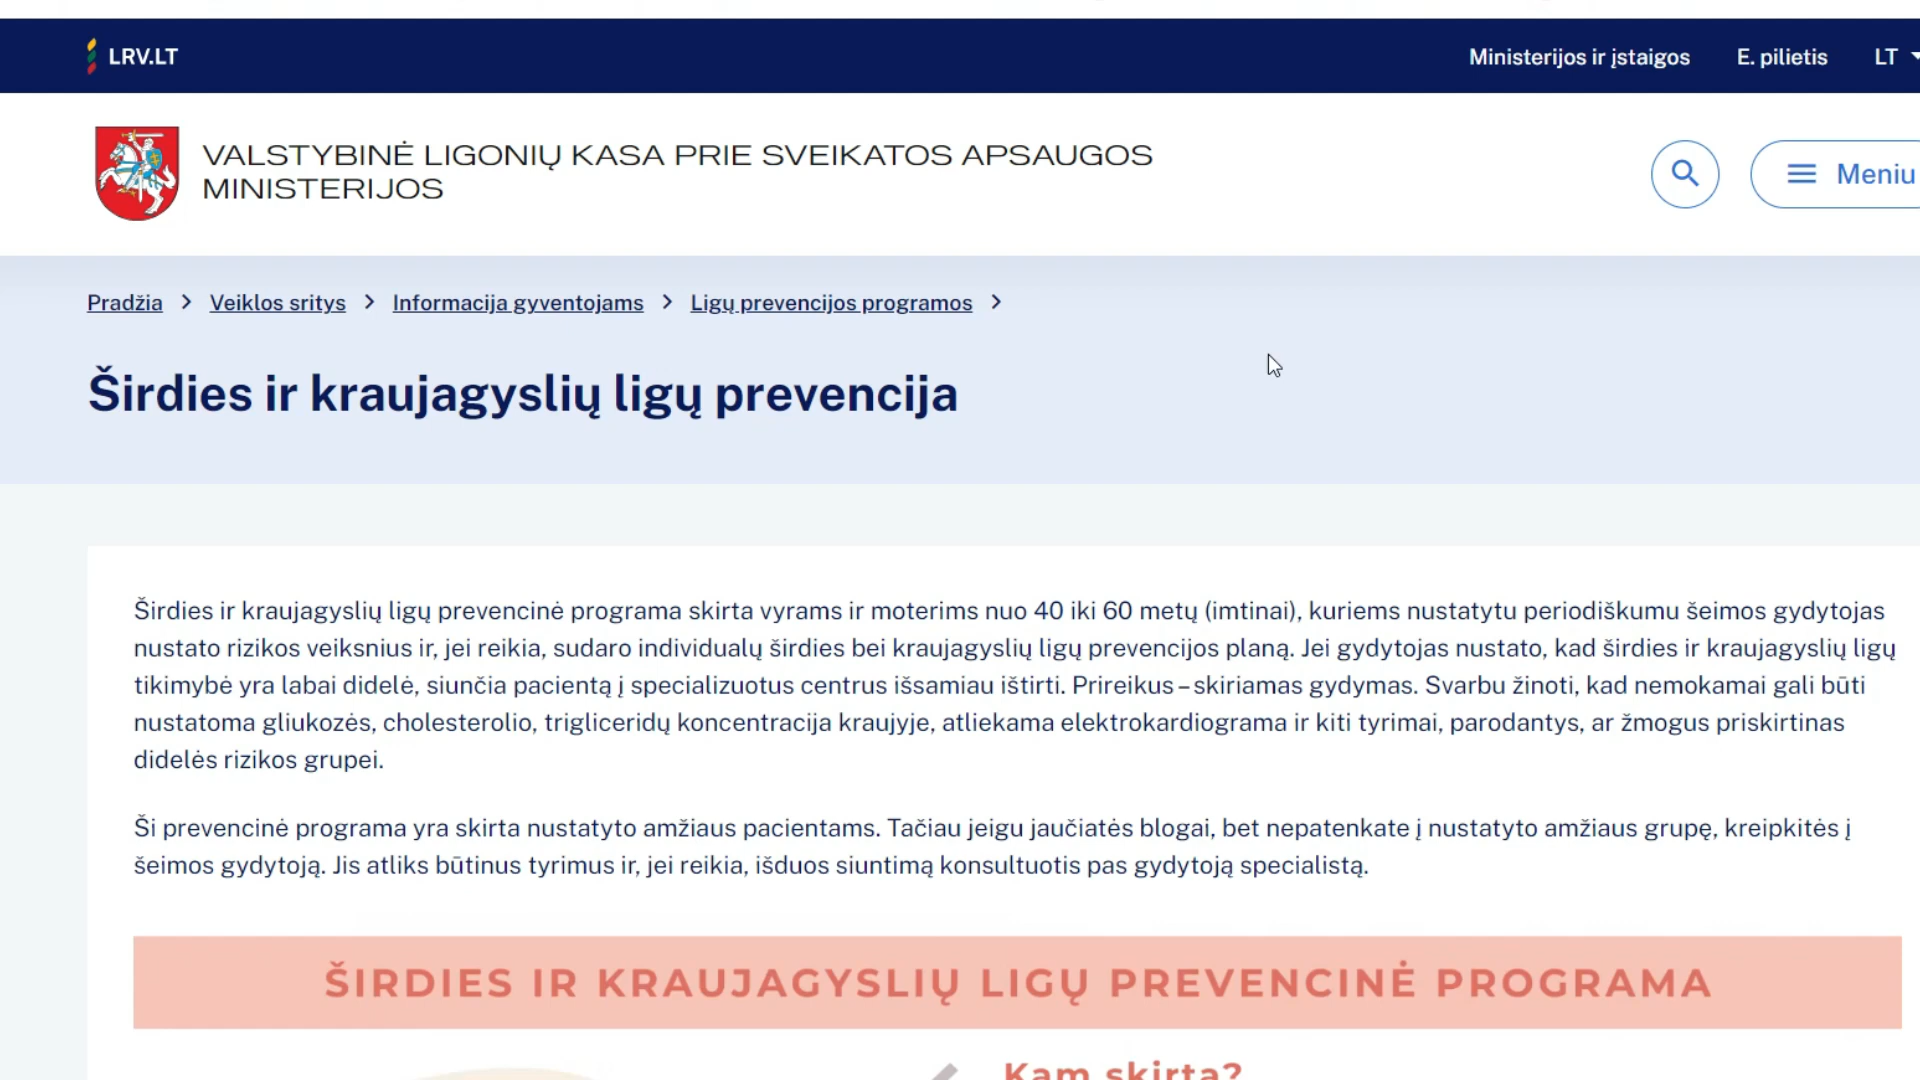 LRV.LT
Ministerijos ir įstaigos
E. pilietis
LT
VALSTYBINĖ LIGONIŲ KASA PRIE SVEIKATOS APSAUGOS
MINISTERIJOS
Meniu
Pradžia
Veiklos sritys
Informacija gyventojams
Ligų prevencijos programos
Širdies ir kraujagyslių ligų prevencija
Širdies ir kraujagyslių ligų prevencinė programa skirta vyrams ir moterims nuo 40 iki 60 metų (imtinai), kuriems nustatytu periodiškumu šeimos gydytojas
nustato rizikos veiksnius ir, jei reikia, sudaro individualų širdies bei kraujagyslių ligų prevencijos planą. Jei gydytojas nustato, kad širdies ir kraujagyslių ligų
tikimybė yra labai didelė, siunčia pacientą į specializuotus centrus išsamiau ištirti. Prireikus – skiriamas gydymas. Svarbu žinoti, kad nemokamai gali būti
nustatoma gliukozės, cholesterolio, trigliceridų koncentracija kraujyje, atliekama elektrokardiograma ir kiti tyrimai, parodantys, ar žmogus priskirtinas
didelės rizikos grupei.
Ši prevencinė programa yra skirta nustatyto amžiaus pacientams. Tačiau jeigu jaučiatės blogai, bet nepatenkate į nustatyto amžiaus grupę, kreipkitės į
šeimos gydytoją. Jis atliks būtinus tyrimus ir, jei reikia, išduos siuntimą konsultuotis pas gydytoją specialistą.
ŠIRDIES IR KRAUJAGYSLIŲ LIGŲ PREVENCINĖ PROGRAMA
Kam skirta?